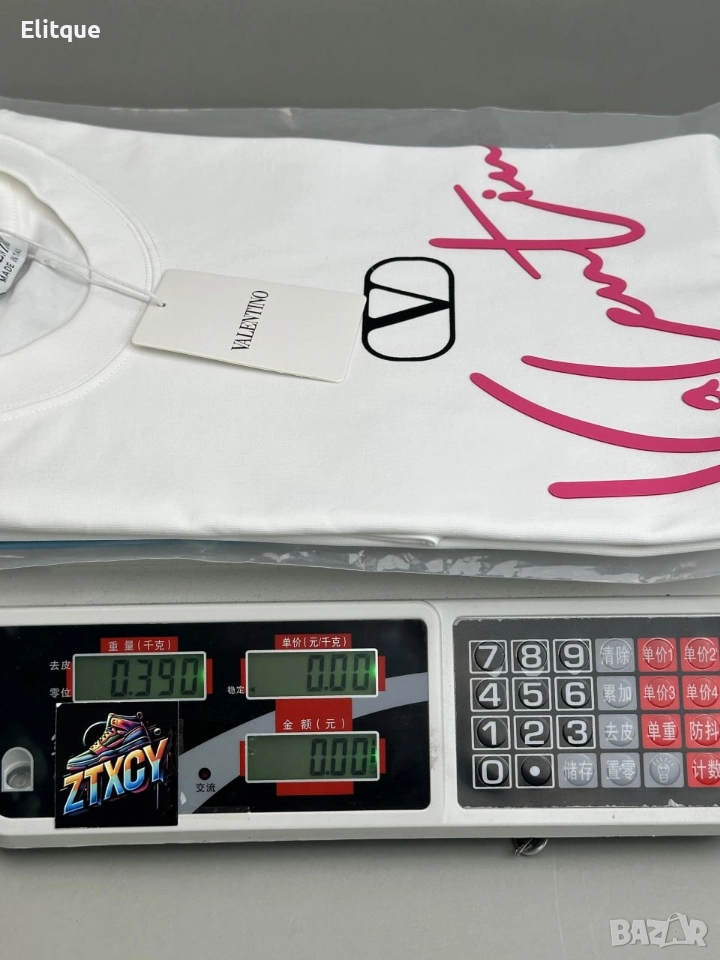 Elitque
MADE IN
VALENTINO
V
Valentino
重量(千克)
单价(元/千克)
去皮
零位
0.390
稳定
0.00
金额(元)
0.00
交流
ZTXCY
7 8 9 清除 单价1 单价2
4 5 6 累加 单价3 单价4
1 2 3 去皮 单重 防抖
0 . 储存 置零 计数
BAZAR